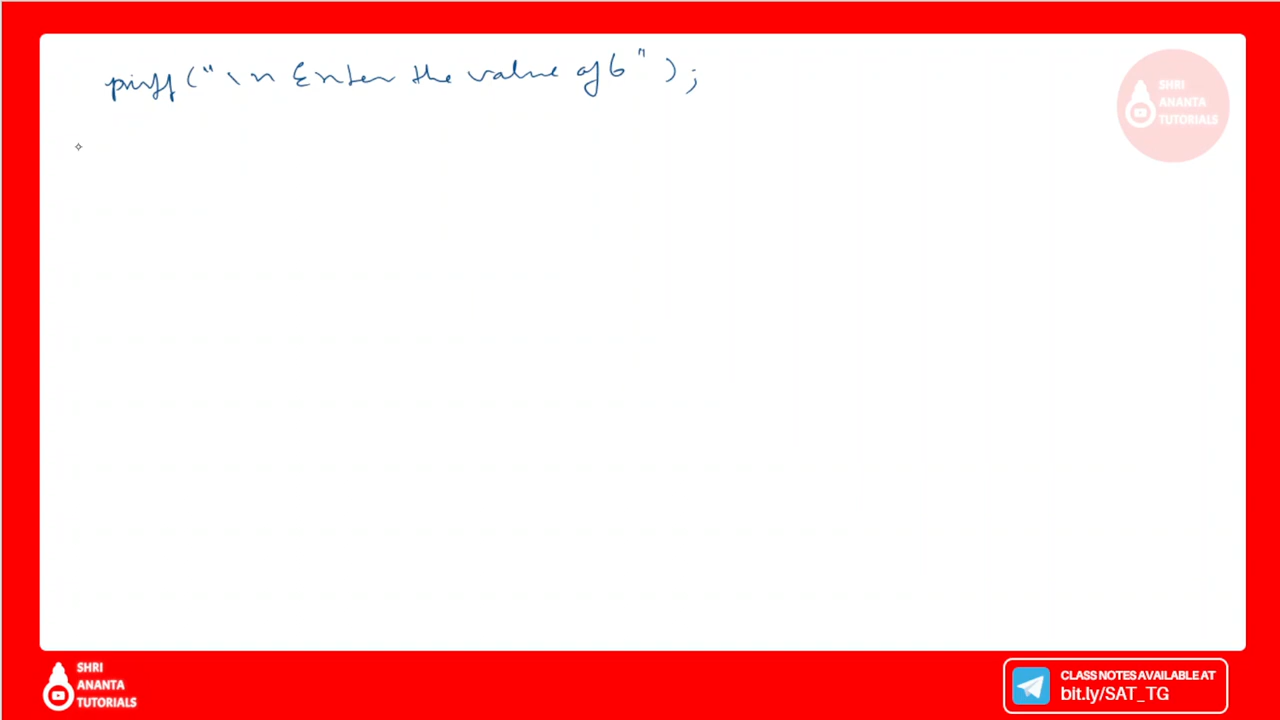 printf("\n Enter the value of b");
SHRI
ANANTA
TUTORIALS
SHRI
ANANTA
TUTORIALS
CLASS NOTES AVAILABLE AT
bit.ly/SAT_TG